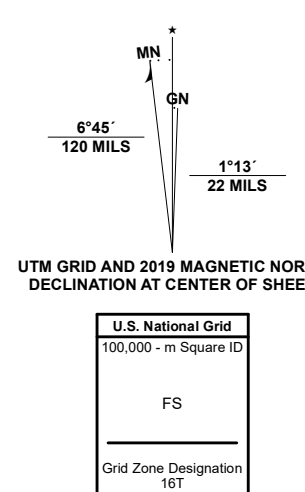 ★
MN
GN
6°45´
120 MILS
1°13´
22 MILS
UTM GRID AND 2019 MAGNETIC NOR
DECLINATION AT CENTER OF SHEE
U.S. National Grid
100,000 - m Square ID
FS
Grid Zone Designation
16T